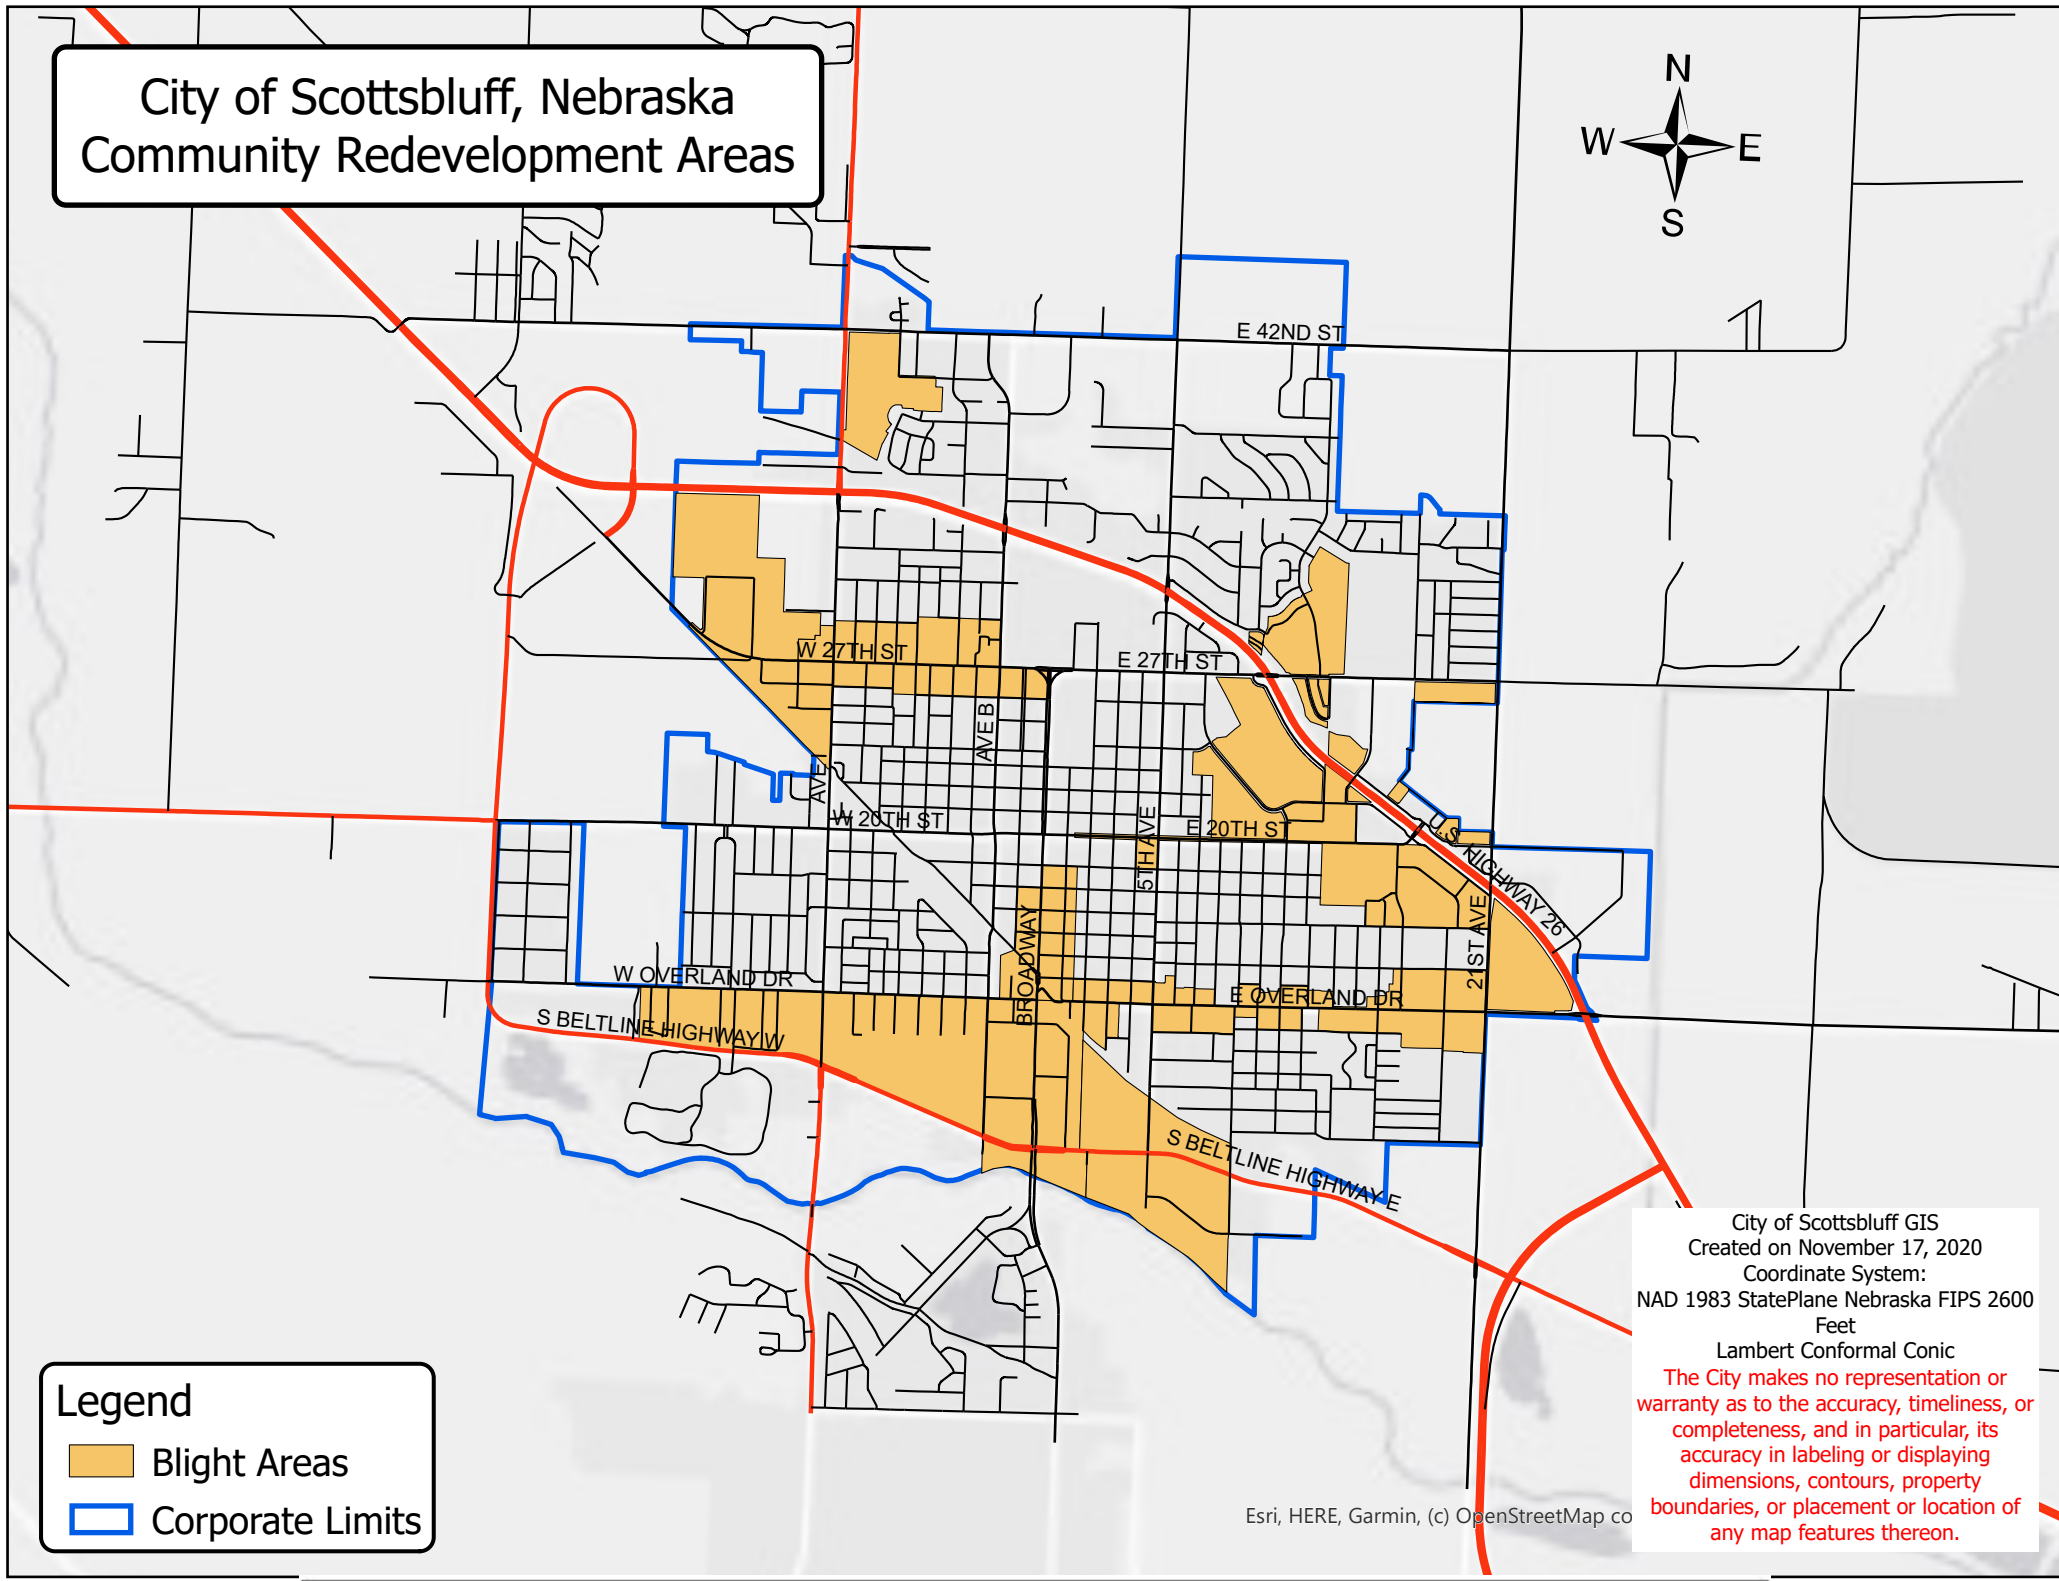 City of Scottsbluff, Nebraska
Community Redevelopment Areas
N
W
E
S
E 42ND ST
W 27TH ST
E 27TH ST
AVE B
AVE I
W 20TH ST
5TH AVE
E 20TH ST
U.S. HIGHWAY 26
BROADWAY
21ST AVE
W OVERLAND DR
E OVERLAND DR
S BELTLINE HIGHWAY W
S BELTLINE HIGHWAY E
City of Scottsbluff GIS
Created on November 17, 2020
Coordinate System:
NAD 1983 StatePlane Nebraska FIPS 2600
Feet
Lambert Conformal Conic
The City makes no representation or
warranty as to the accuracy, timeliness, or
completeness, and in particular, its
accuracy in labeling or displaying
dimensions, contours, property
boundaries, or placement or location of
any map features thereon.
Legend
Blight Areas
Corporate Limits
Esri, HERE, Garmin, (c) OpenStreetMap co